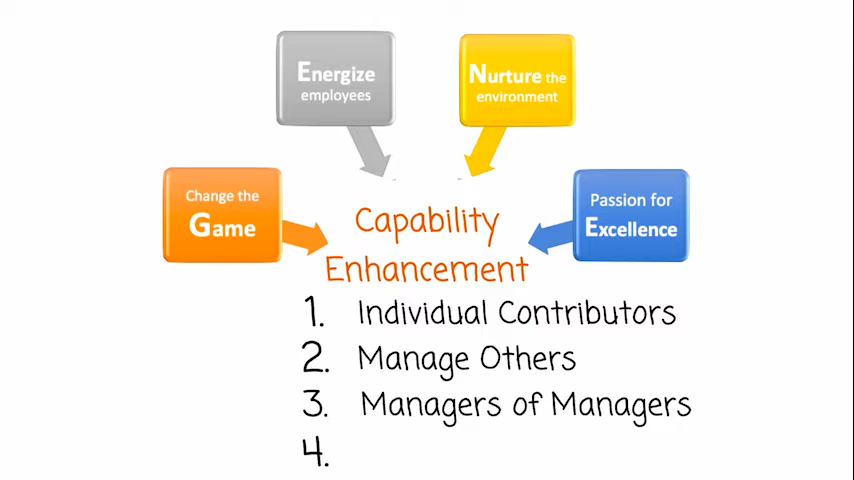 Energize
employees
Nurture the
environment
Change the
Game
Passion for
Excellence
Capability
Enhancement
1. Individual Contributors
2. Manage Others
3. Managers of Managers
4.